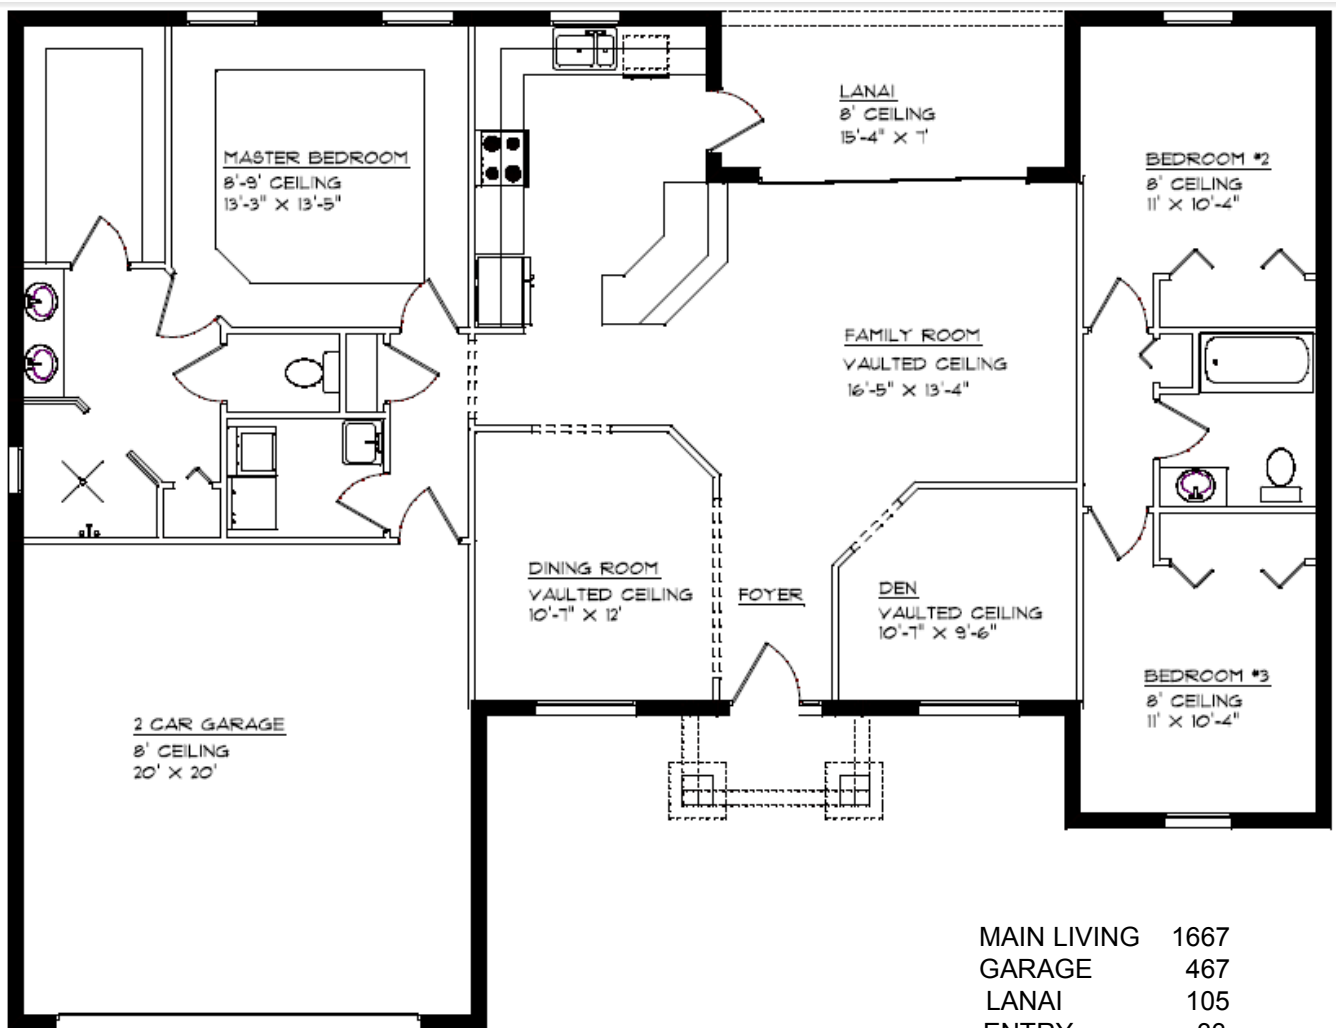 LANAI
8' CEILING
15'-4" X 7'
MASTER BEDROOM
8'-9' CEILING
13'-3" X 13'-5"
BEDROOM #2
8' CEILING
11' X 10'-4"
FAMILY ROOM
VAULTED CEILING
16'-5" X 13'-4"
DINING ROOM
VAULTED CEILING
10'-7" X 12'
FOYER
DEN
VAULTED CEILING
10'-7" X 9'-6"
BEDROOM #3
8' CEILING
11' X 10'-4"
2 CAR GARAGE
8' CEILING
20' X 20'
MAIN LIVING 1667
GARAGE 467
LANAI 105
ENTRY